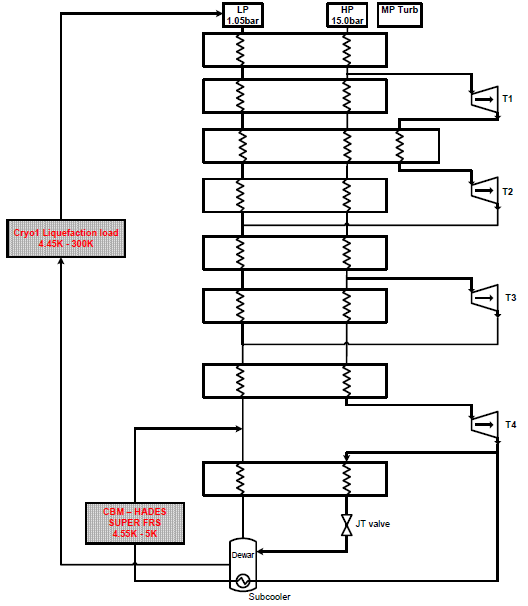 LP
1.05bar
HP
15.0bar
MP Turb
T1
T2
Cryo1 Liquefaction load
4.45K - 300K
T3
T4
CBM – HADES
SUPER FRS
4.55K - 5K
JT valve
Dewar
Subcooler